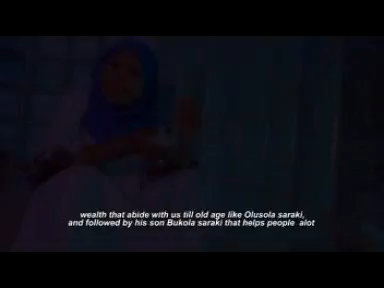 wealth that abide with us till old age like Olusola saraki,
and followed by his son Bukola saraki that helps people alot